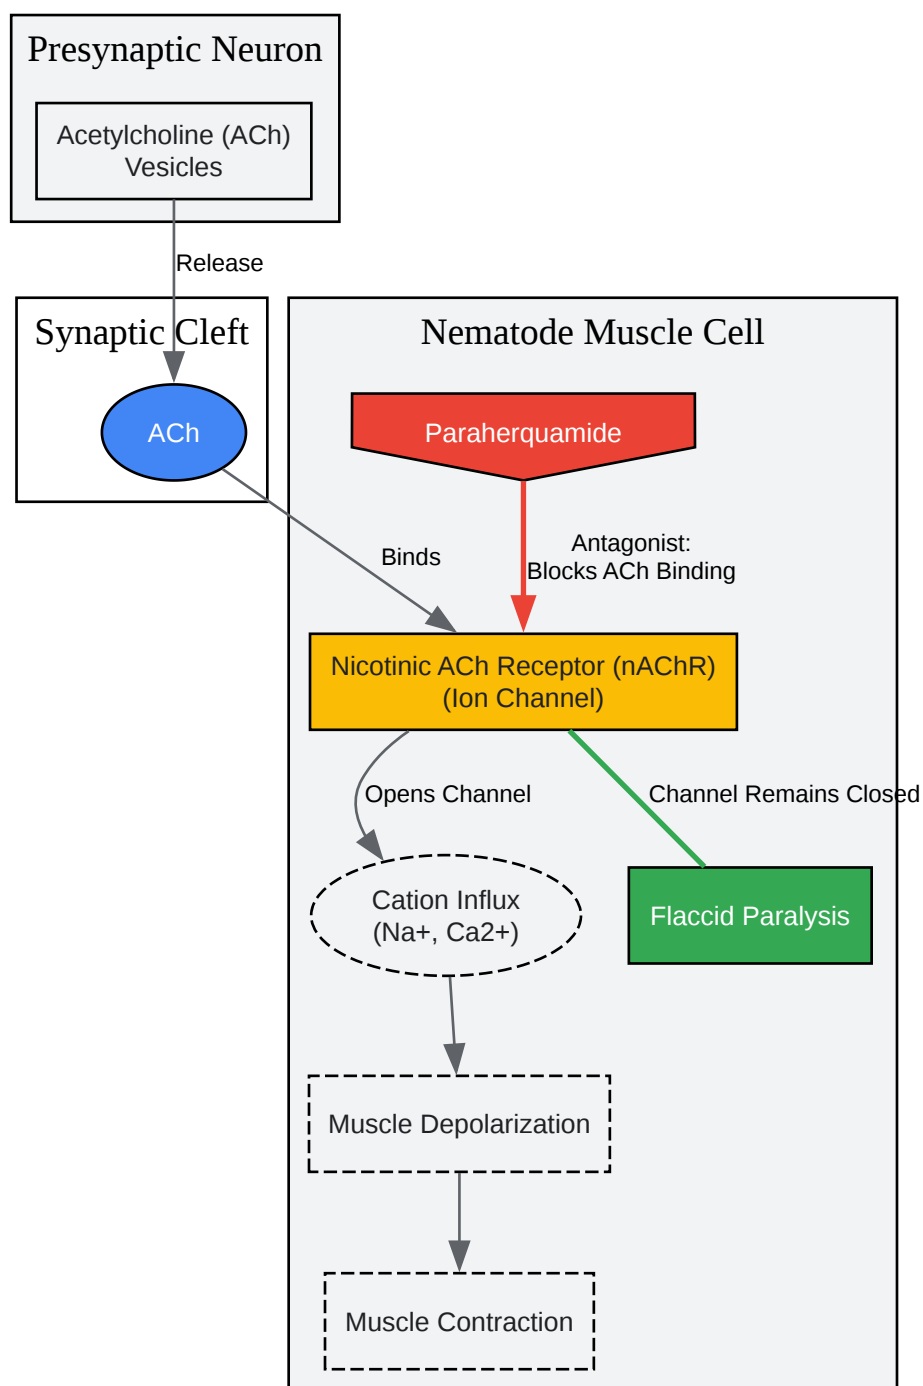 Presynaptic Neuron
Acetylcholine (ACh)
Vesicles
Release
Synaptic Cleft
ACh
Nematode Muscle Cell
Paraherquamide
Binds
Antagonist:
Blocks ACh Binding
Nicotinic ACh Receptor (nAChR)
(Ion Channel)
Opens Channel
Channel Remains Closed
Cation Influx
(Na+, Ca2+)
Flaccid Paralysis
Muscle Depolarization
Muscle Contraction